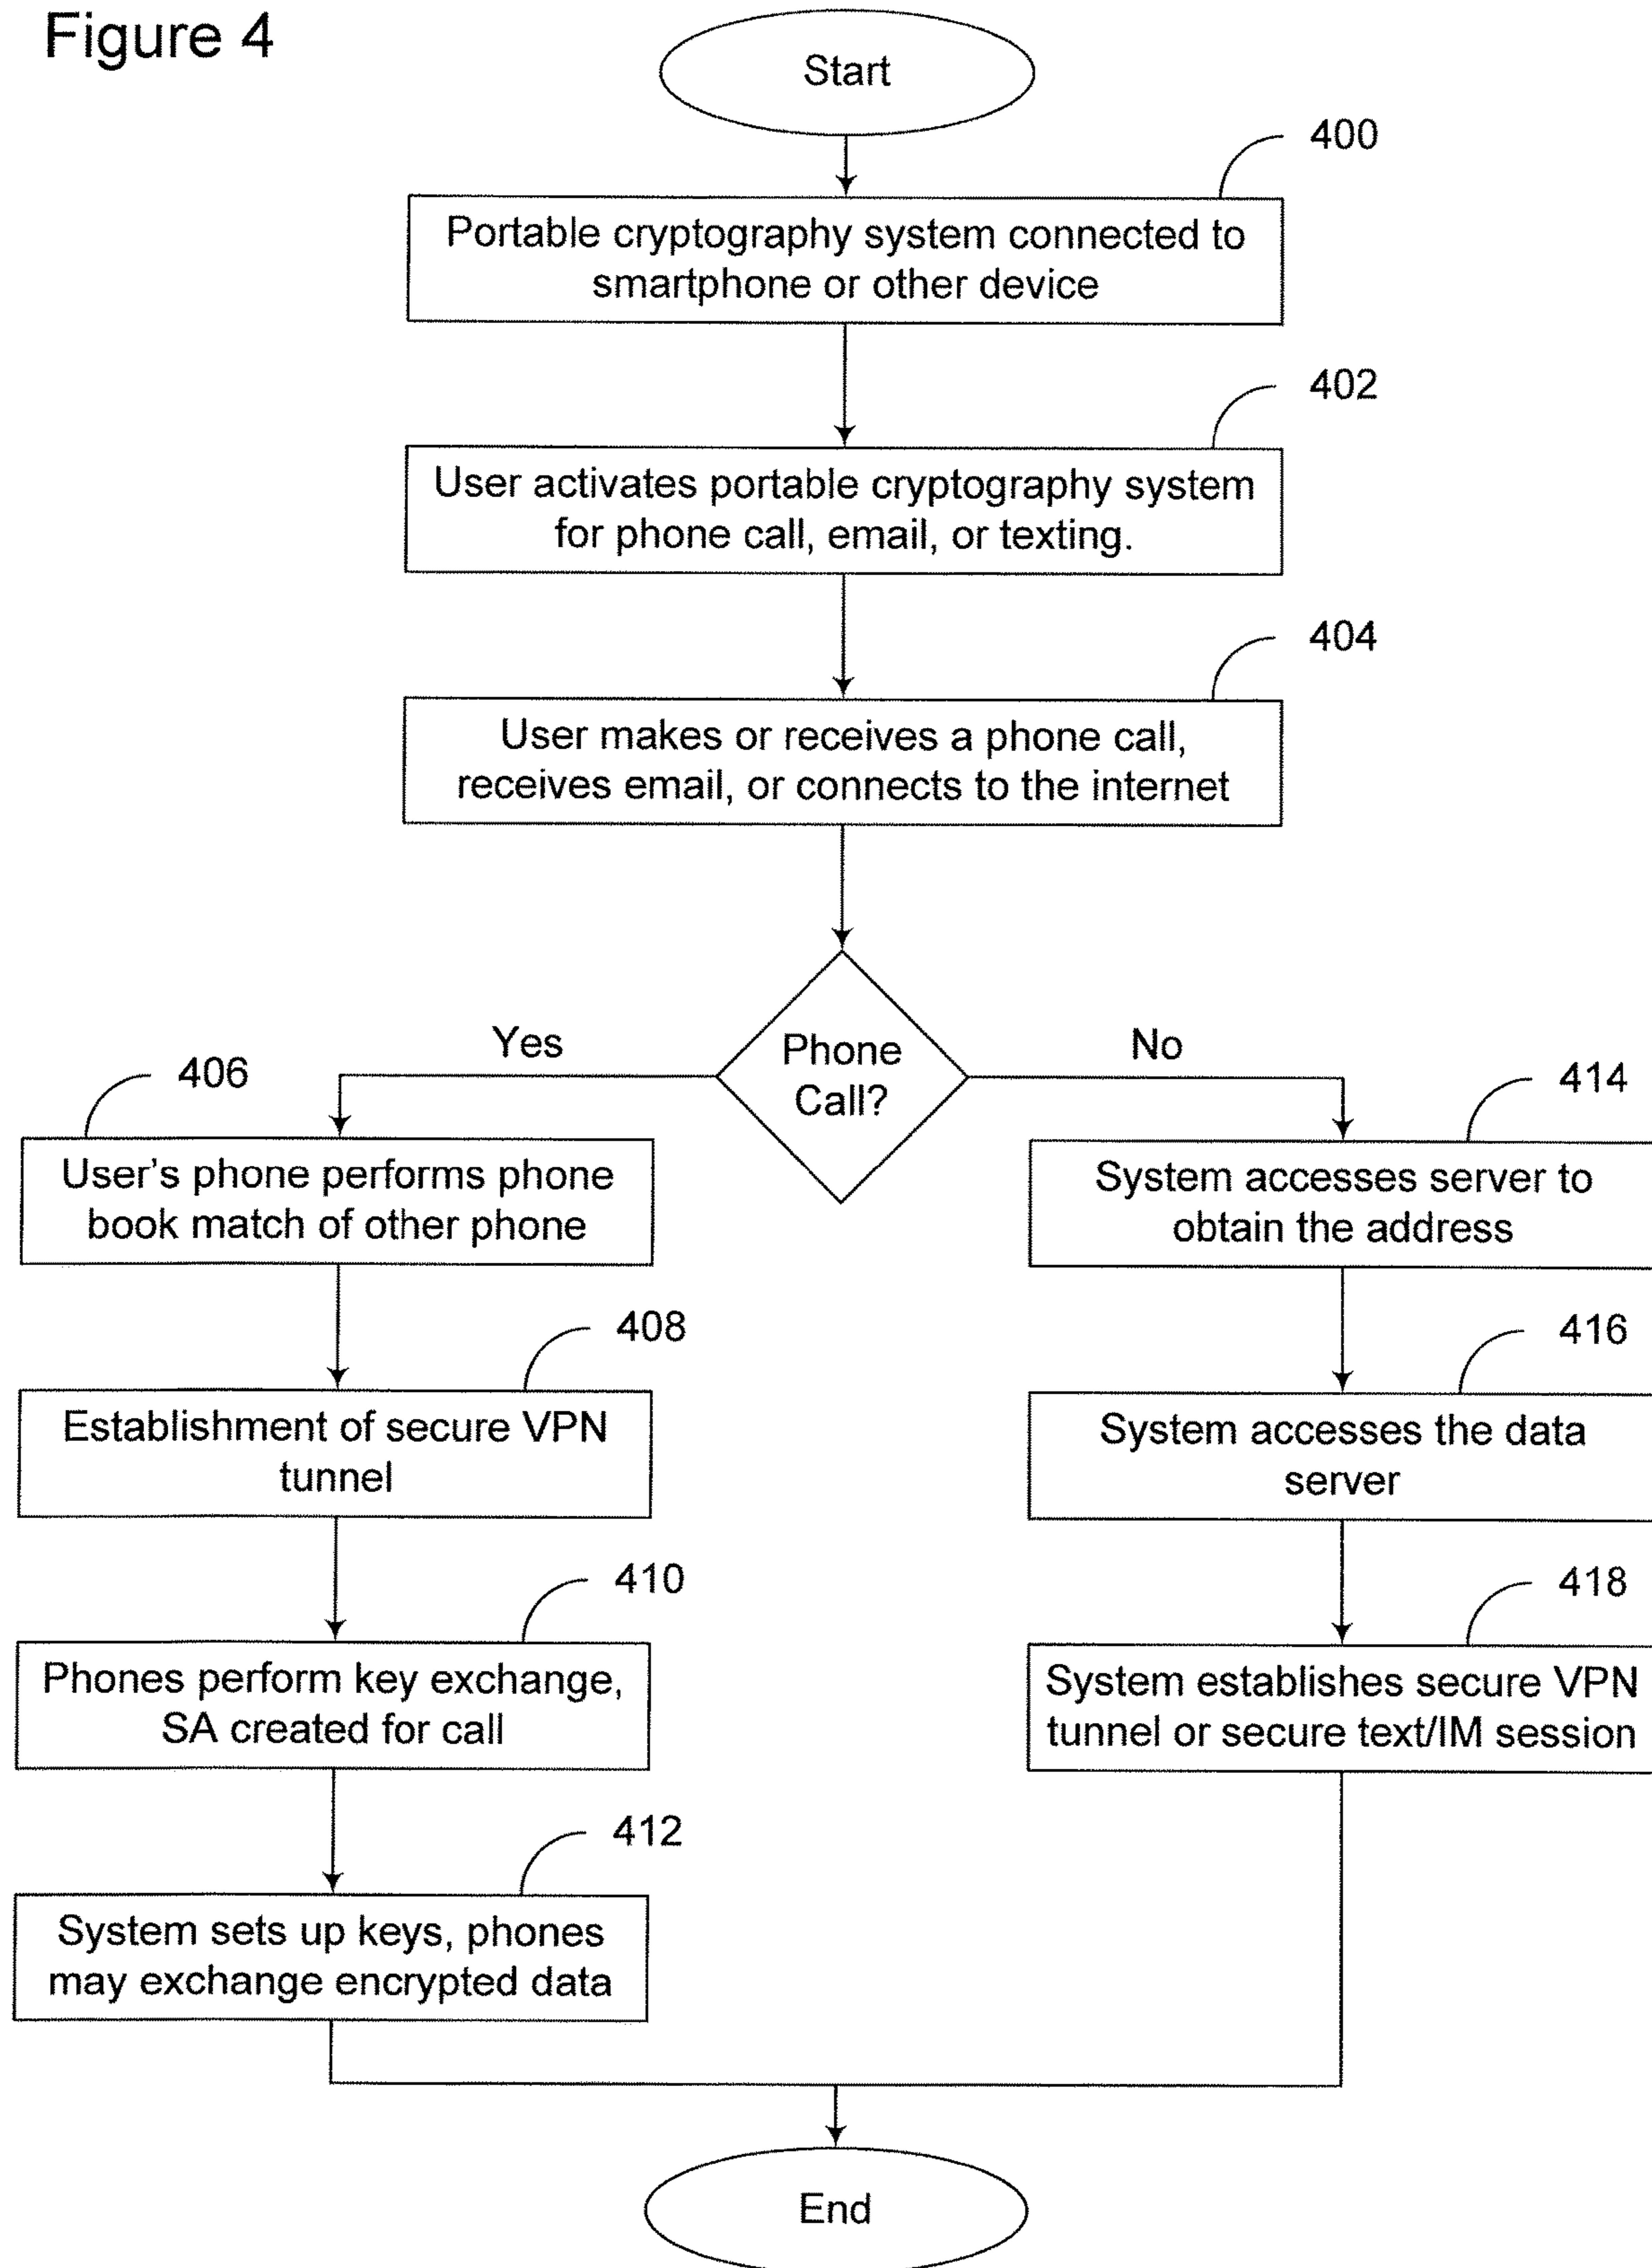 Figure 4
Start
400
Portable cryptography system connected to
smartphone or other device
402
User activates portable cryptography system
for phone call, email, or texting.
404
User makes or receives a phone call,
receives email, or connects to the internet
Phone
Call?
Yes
No
406
User's phone performs phone
book match of other phone
408
Establishment of secure VPN
tunnel
410
Phones perform key exchange,
SA created for call
412
System sets up keys, phones
may exchange encrypted data
414
System accesses server to
obtain the address
416
System accesses the data
server
418
System establishes secure VPN
tunnel or secure text/IM session
End